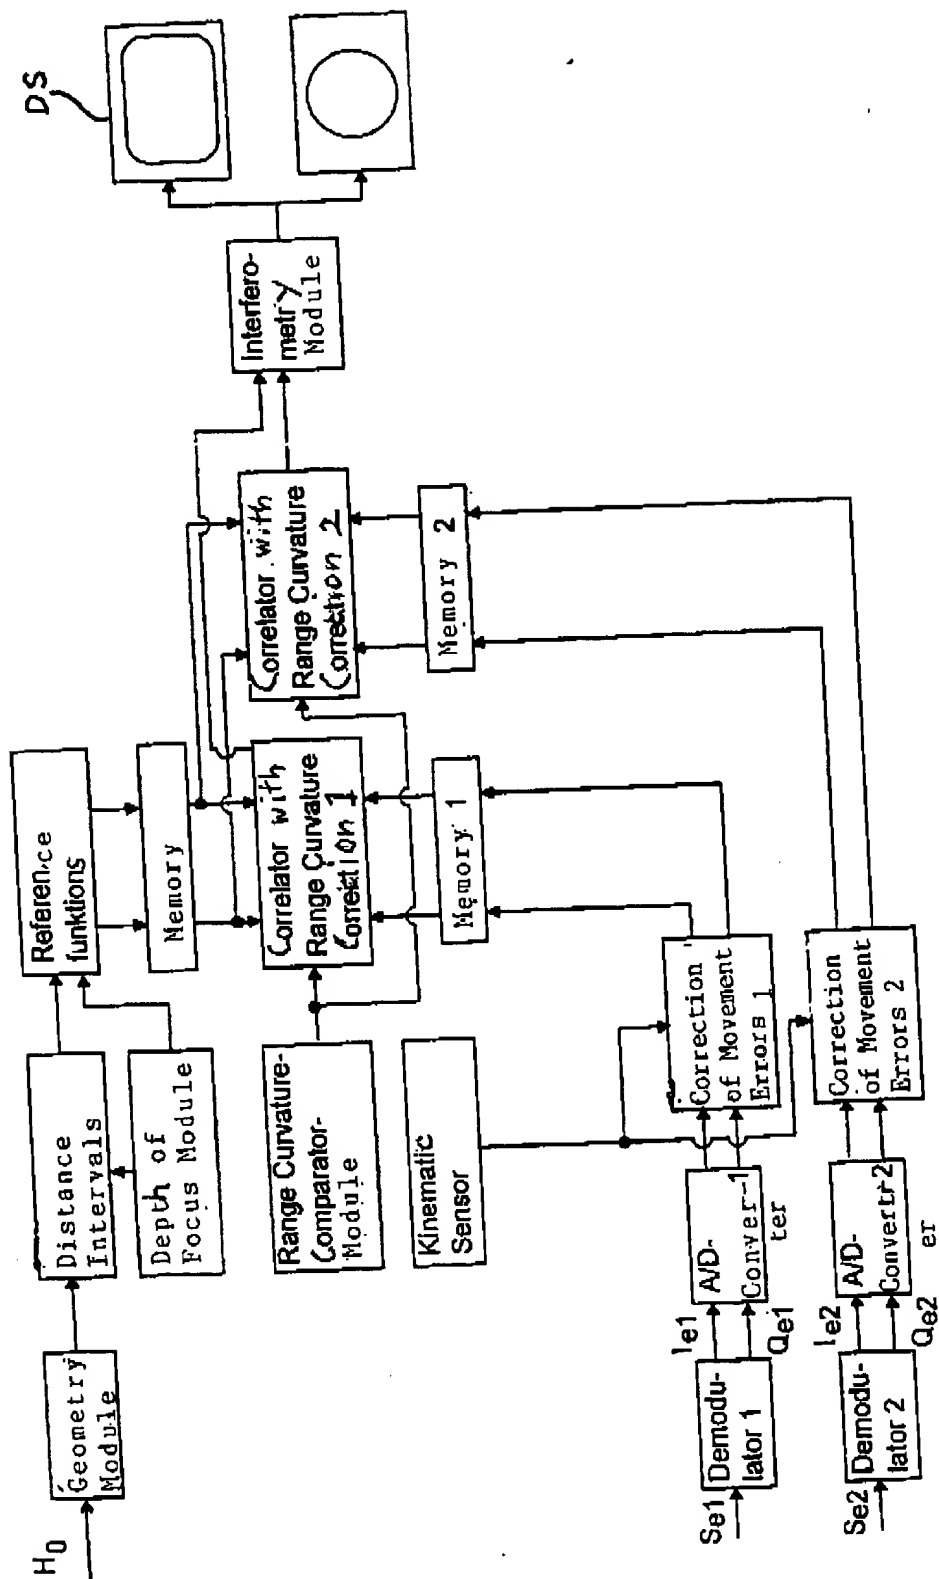 H0
Geometry
Module
Distance
Intervals
Depth of
Focus Module
Reference
funktions
Memory
Range Curvature-
Comparator-
Module
Kinematic
Sensor
Correlator with
Range Curvature
Correction 1
Memory 1
Correlator with
Range Curvature
Correction 2
Memory 2
Interfero-
metry
Module
DS
Se1
Demodu-
lator 1
Ie1
Qe1
A/D-
Conver-1
ter
Correction
of Movement
Errors 1
Se2
Demodu-
lator 2
Ie2
Qe2
A/D-
Convertr2
er
Correction
of Movement
Errors 2